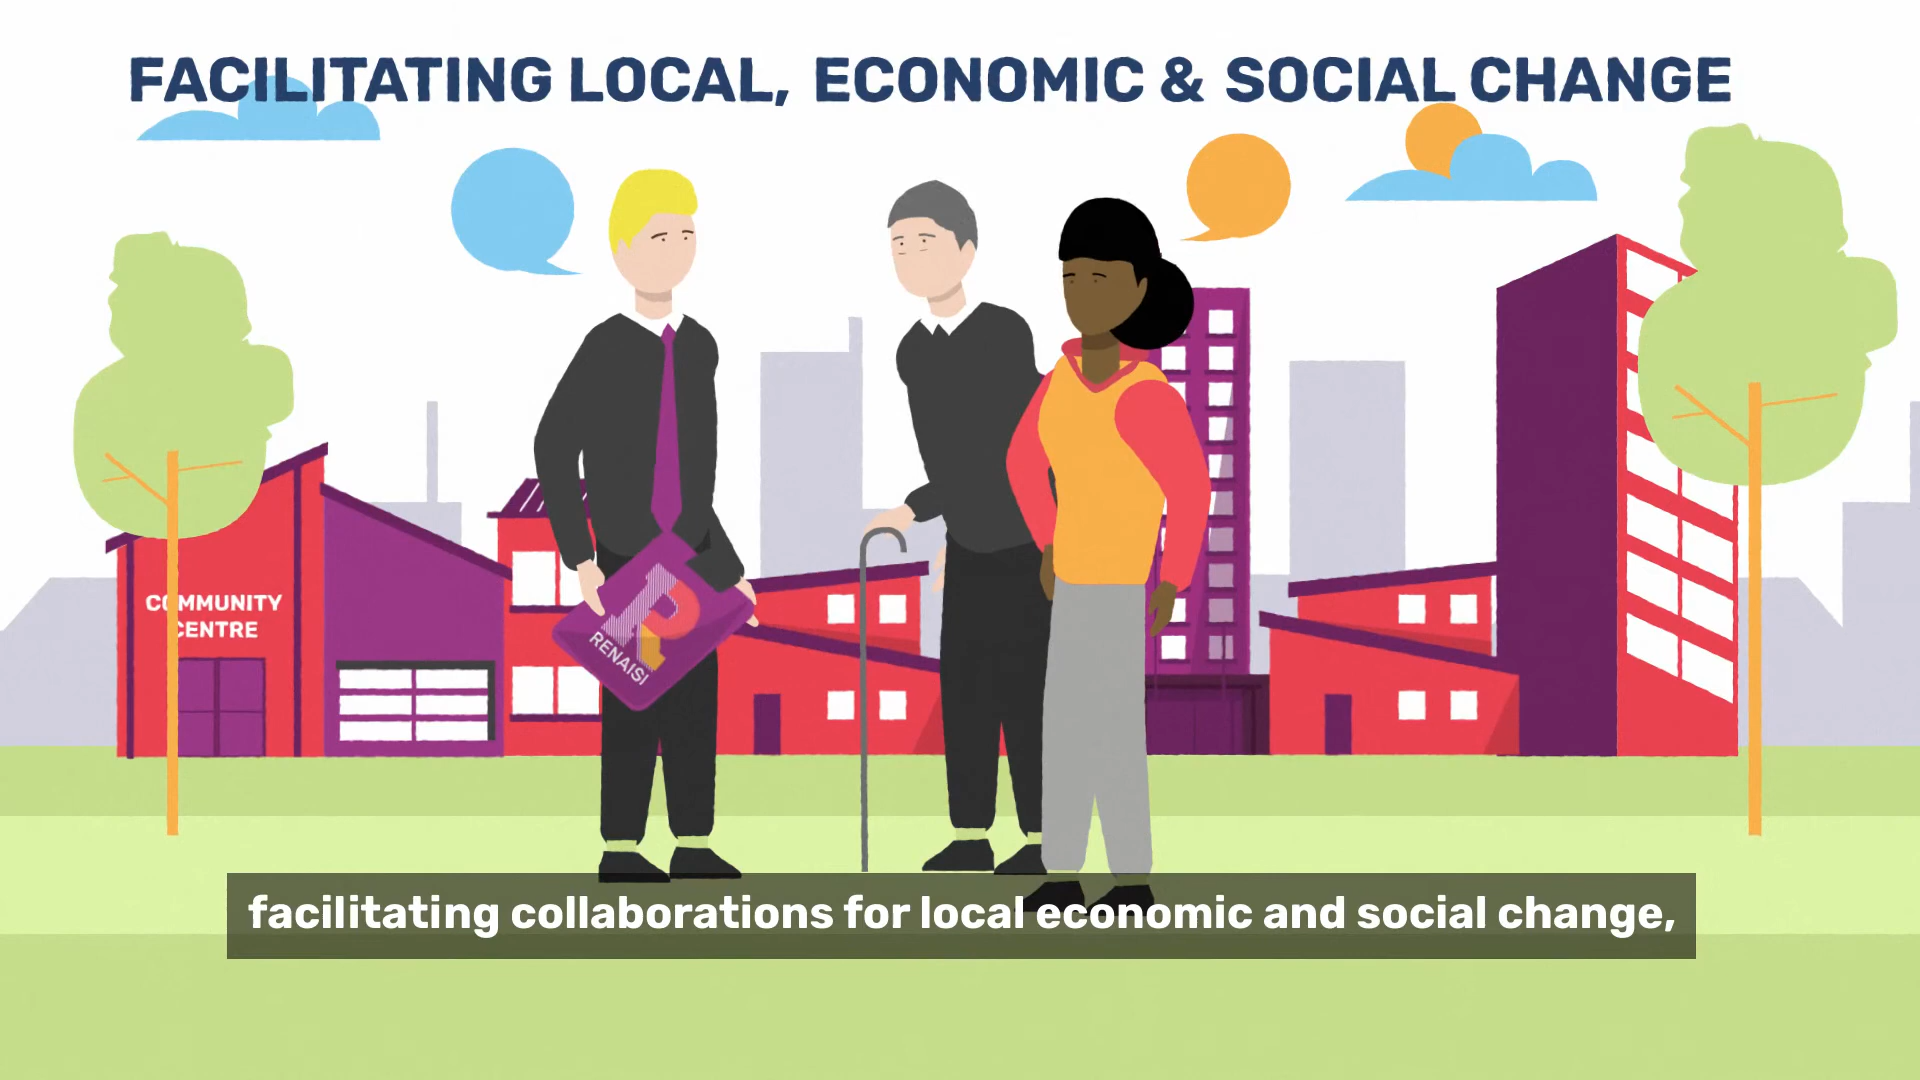 FACILITATING LOCAL, ECONOMIC & SOCIAL CHANGE
COMMUNITY
CENTRE
RENAISI
facilitating collaborations for local economic and social change,